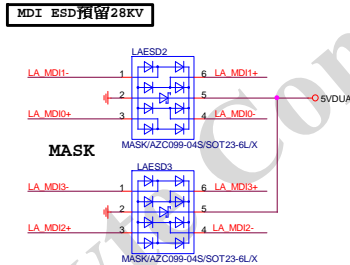 MDI ESD預留28KV
LAESD2
LA_MDI1- 1 6 LA_MDI1+
2 5 5VDUA
LA_MDI0+ 3 4 LA_MDI0-
MASK/AZC099-04S/SOT23-6L/X
MASK
LAESD3
LA_MDI3- 1 6 LA_MDI3+
2 5
LA_MDI2+ 3 4 LA_MDI2-
MASK/AZC099-04S/SOT23-6L/X